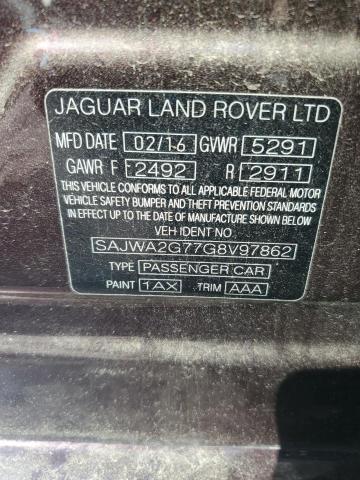 JAGUAR LAND ROVER LTD
MFD DATE 02/16 GVWR 5291
GAWR F 2492 R 2911
THIS VEHICLE CONFORMS TO ALL APPLICABLE FEDERAL MOTOR
VEHICLE SAFETY BUMPER AND THEFT PREVENTION STANDARDS
IN EFFECT UP TO THE DATE OF MANUFACTURE SHOWN BELOW
VEH IDENT NO
SAJWA2G77G8V97862
TYPE PASSENGER CAR
PAINT 1AX TRIM AAA